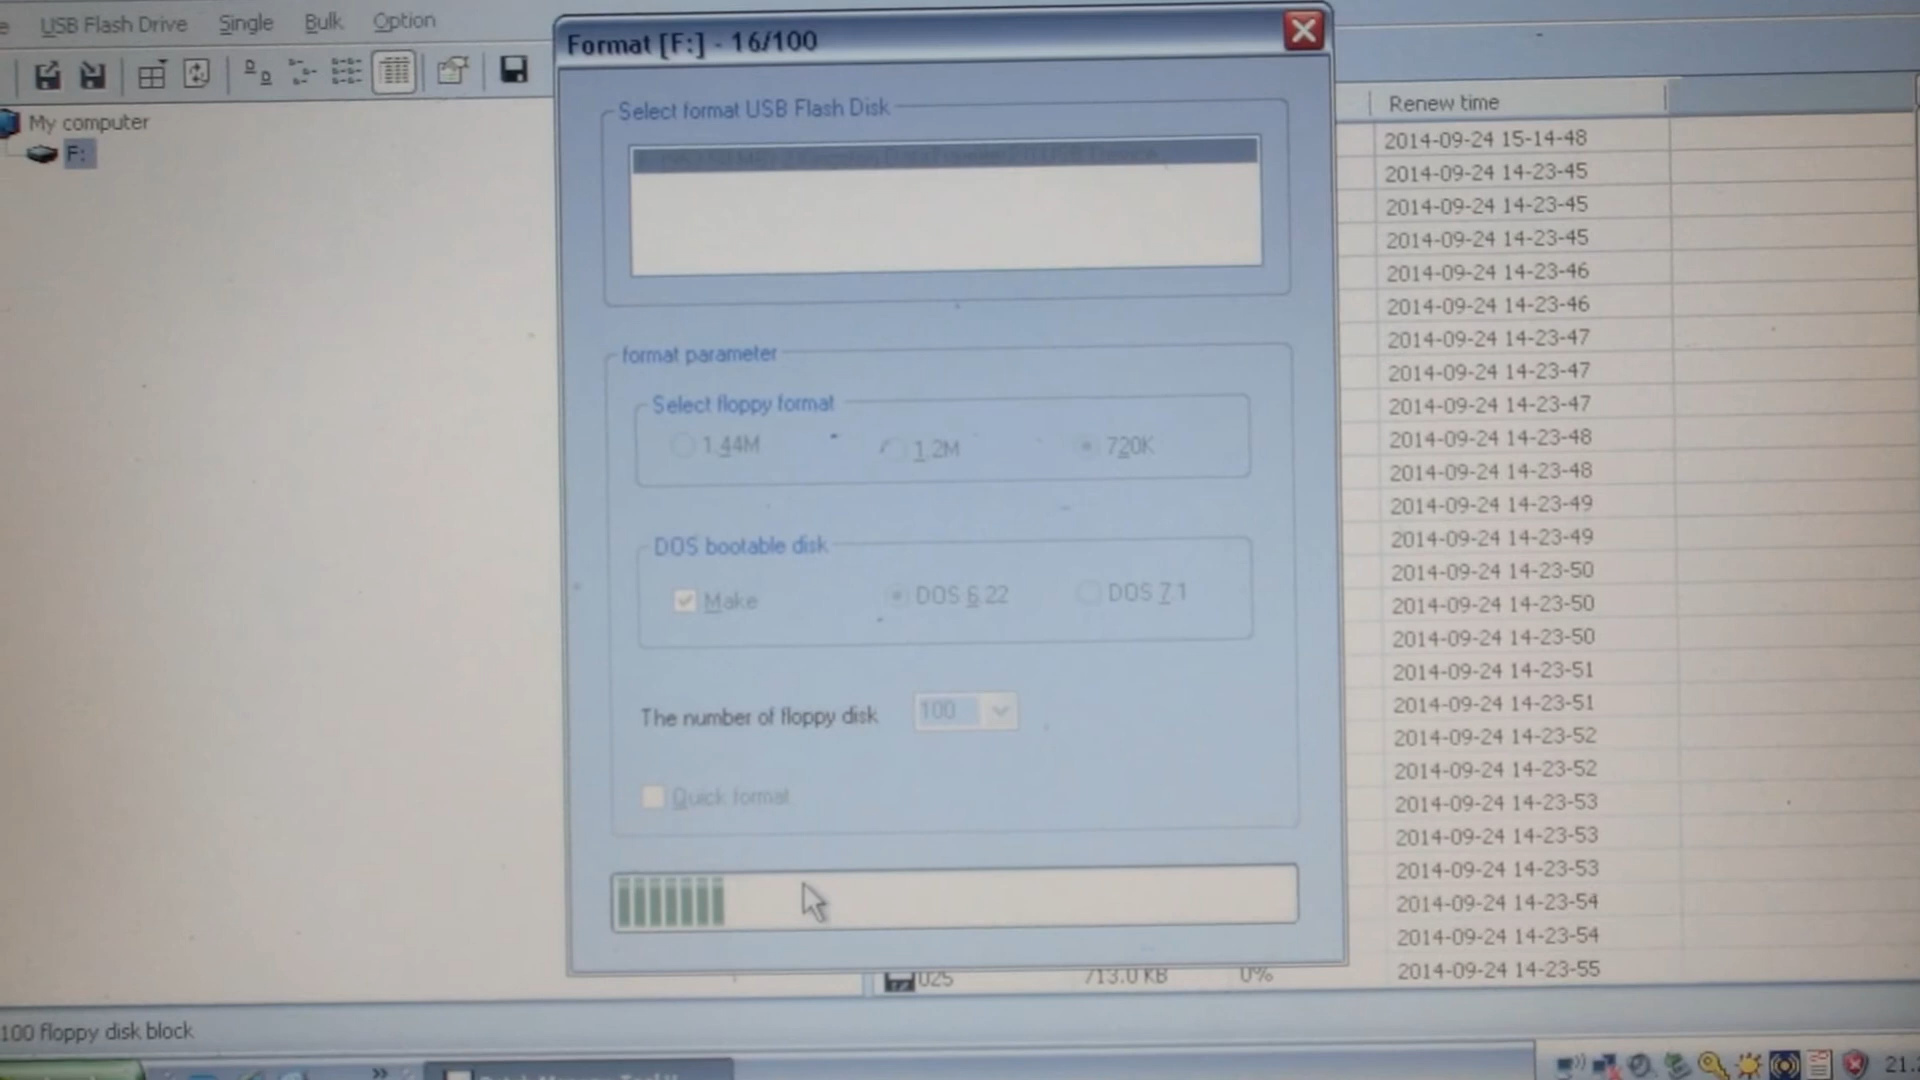 USB Flash Drive Single Bulk Option
Format [F:] - 16/100
My computer
F:
Select format USB Flash Disk
format parameter
Select floppy format
1.44M 1.2M 720K
DOS bootable disk
Make DOS 6.22 DOS 7.1
The number of floppy disk 100
Quick format
Renew time
2014-09-24 15-14-48
2014-09-24 14-23-45
2014-09-24 14-23-45
2014-09-24 14-23-45
2014-09-24 14-23-46
2014-09-24 14-23-46
2014-09-24 14-23-47
2014-09-24 14-23-47
2014-09-24 14-23-47
2014-09-24 14-23-48
2014-09-24 14-23-48
2014-09-24 14-23-49
2014-09-24 14-23-49
2014-09-24 14-23-50
2014-09-24 14-23-50
2014-09-24 14-23-50
2014-09-24 14-23-51
2014-09-24 14-23-51
2014-09-24 14-23-52
2014-09-24 14-23-52
2014-09-24 14-23-53
2014-09-24 14-23-53
2014-09-24 14-23-53
2014-09-24 14-23-54
2014-09-24 14-23-54
025 713.0 KB 0% 2014-09-24 14-23-55
100 floppy disk block